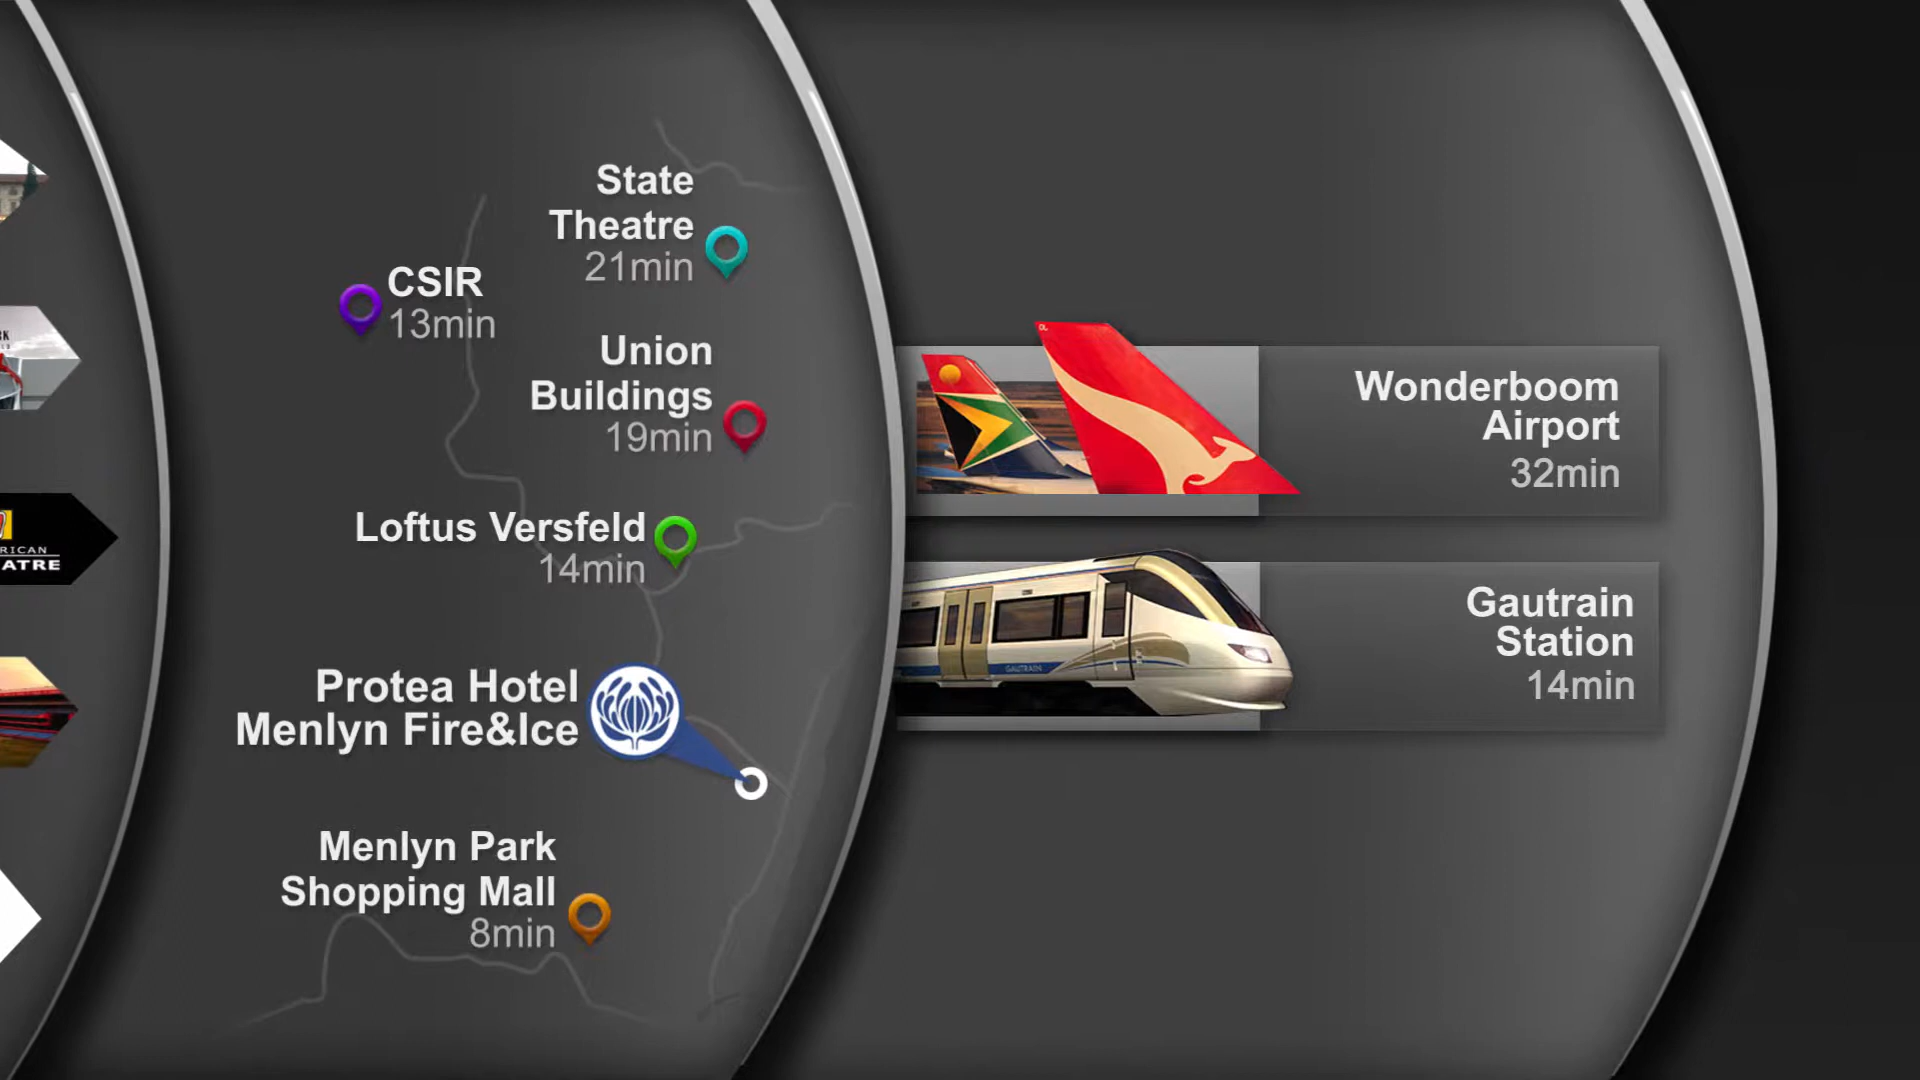 State
Theatre
21min
CSIR
13min
Union
Buildings
19min
Loftus Versfeld
14min
Protea Hotel
Menlyn Fire&Ice
Menlyn Park
Shopping Mall
8min
Wonderboom
Airport
32min
Gautrain
Station
14min
GAUTRAIN